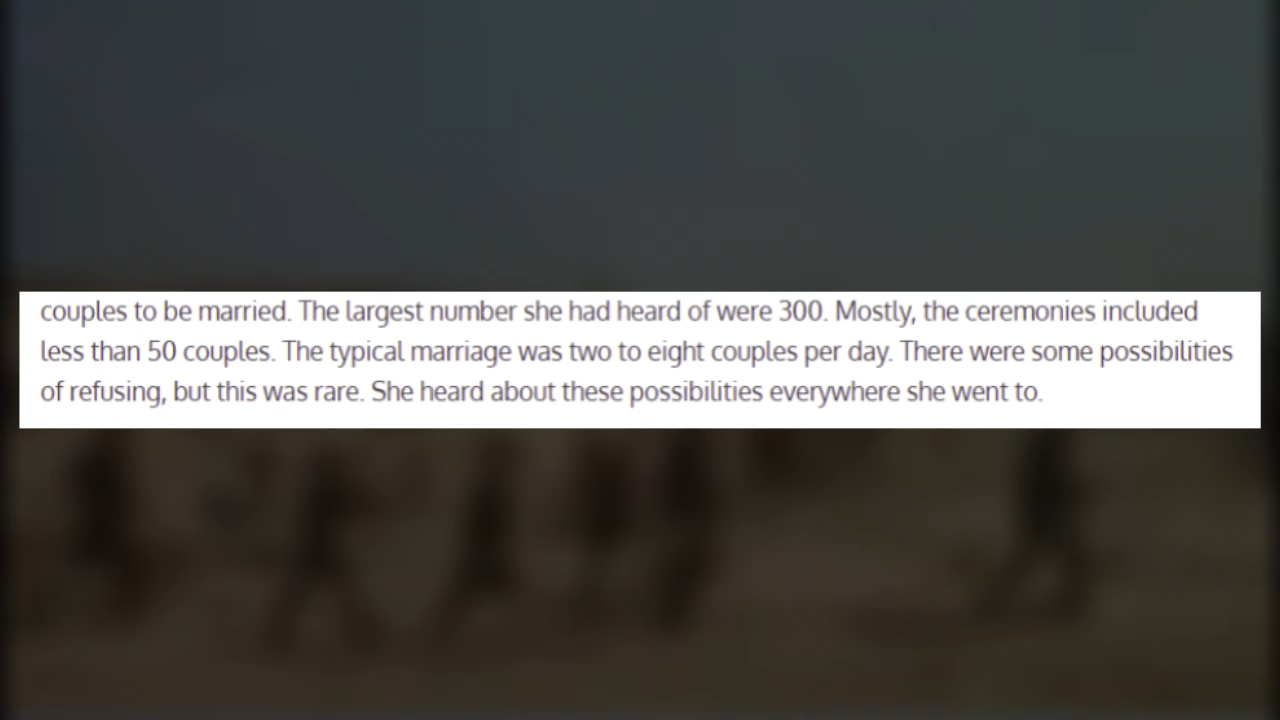 couples to be married. The largest number she had heard of were 300. Mostly, the ceremonies included
less than 50 couples. The typical marriage was two to eight couples per day. There were some possibilities
of refusing, but this was rare. She heard about these possibilities everywhere she went to.